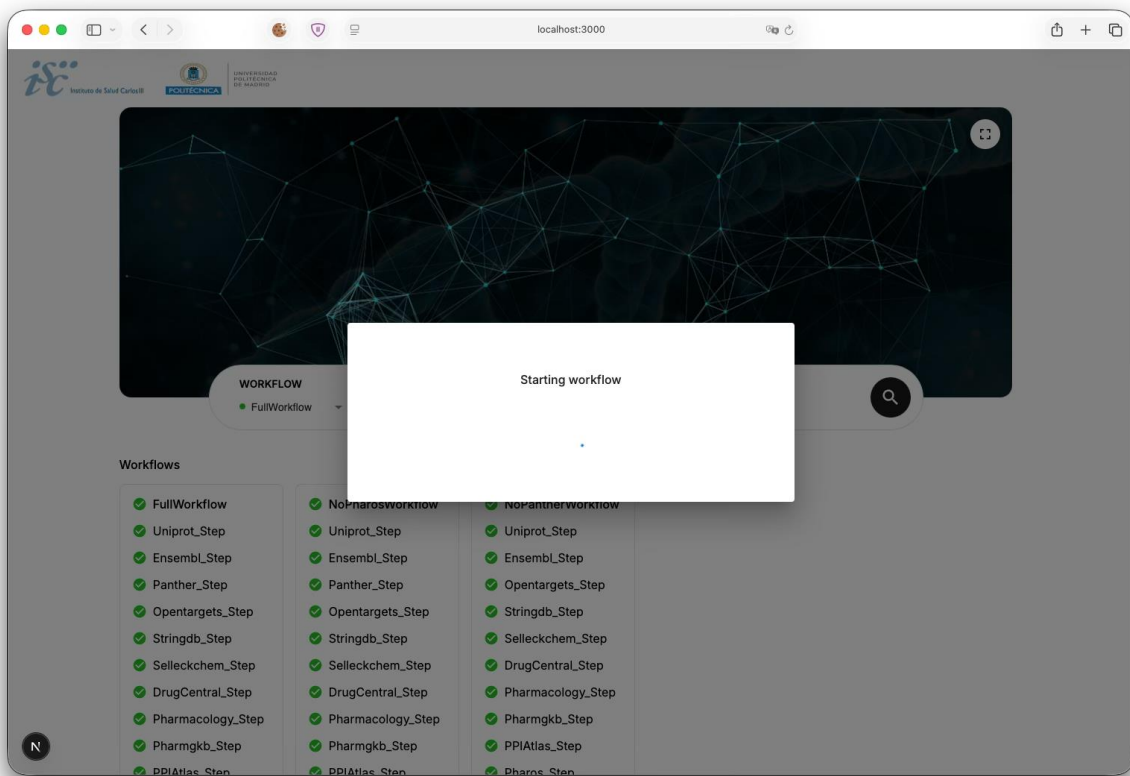 localhost:3000
isc
Instituto de Salud Carlos III
POLITÉCNICA
UNIVERSIDAD
POLITÉCNICA
DE MADRID
Starting workflow
WORKFLOW
FullWorkflow
Workflows
FullWorkflow
Uniprot_Step
Ensembl_Step
Panther_Step
Opentargets_Step
Stringdb_Step
Selleckchem_Step
DrugCentral_Step
Pharmacology_Step
Pharmgkb_Step
PPIAtlas_Step
NoPharosWorkflow
Uniprot_Step
Ensembl_Step
Panther_Step
Opentargets_Step
Stringdb_Step
Selleckchem_Step
DrugCentral_Step
Pharmacology_Step
Pharmgkb_Step
PPIAtlas_Step
NoPantherWorkflow
Uniprot_Step
Ensembl_Step
Opentargets_Step
Stringdb_Step
Selleckchem_Step
DrugCentral_Step
Pharmacology_Step
Pharmgkb_Step
PPIAtlas_Step
Pharos_Step
N